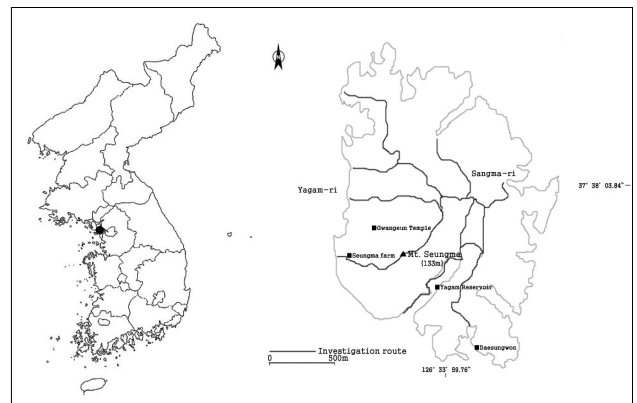 Sangma-ri
Yagam-ri
37° 38′ 03.84″
Gwangeun Temple
Seungma farm
Mt. Seungma
(133m)
Yagam Reservoir
Daesungwon
Investigation route
0 500m
126° 33′ 59.76″